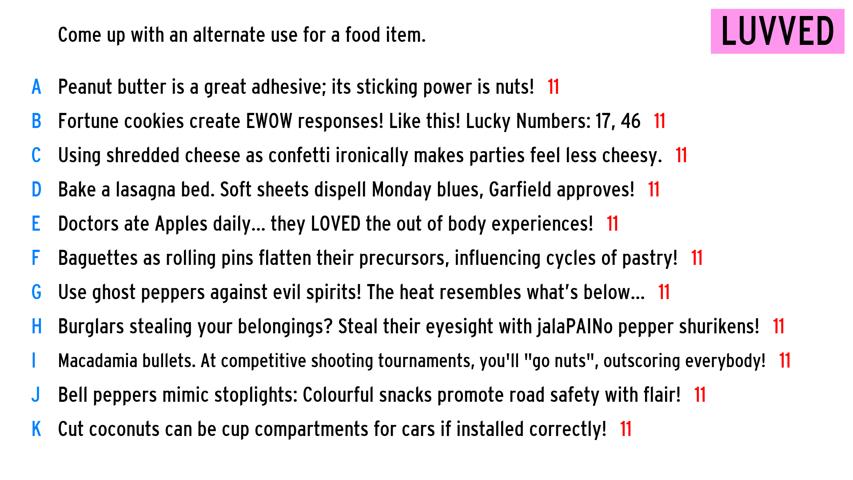 Come up with an alternate use for a food item.
LUVVED
A Peanut butter is a great adhesive; its sticking power is nuts! 11
B Fortune cookies create EWOW responses! Like this! Lucky Numbers: 17, 46 11
C Using shredded cheese as confetti ironically makes parties feel less cheesy. 11
D Bake a lasagna bed. Soft sheets dispell Monday blues, Garfield approves! 11
E Doctors ate Apples daily... they LOVED the out of body experiences! 11
F Baguettes as rolling pins flatten their precursors, influencing cycles of pastry! 11
G Use ghost peppers against evil spirits! The heat resembles what's below... 11
H Burglars stealing your belongings? Steal their eyesight with jalaPAINo pepper shurikens! 11
I Macadamia bullets. At competitive shooting tournaments, you'll "go nuts", outscoring everybody! 11
J Bell peppers mimic stoplights: Colourful snacks promote road safety with flair! 11
K Cut coconuts can be cup compartments for cars if installed correctly! 11